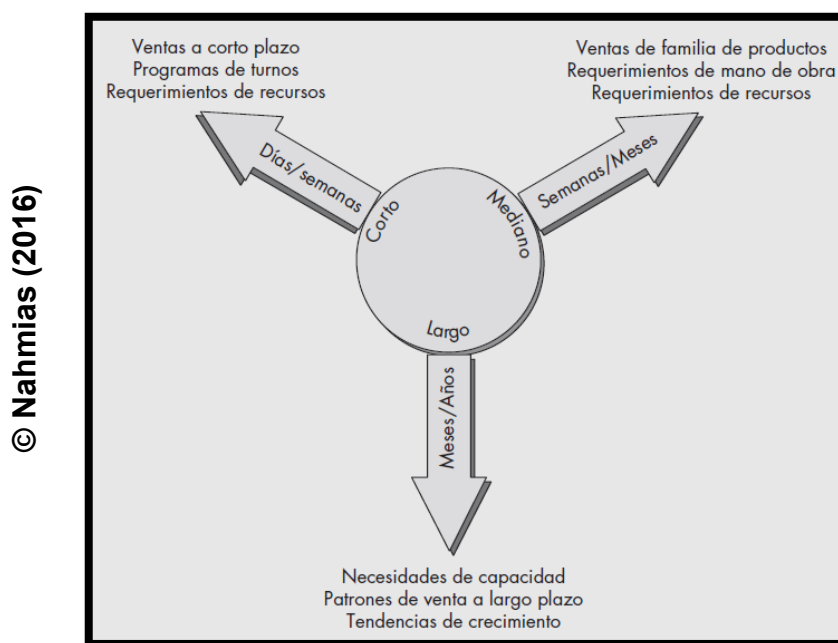 © Nahmias (2016)
Ventas a corto plazo
Programas de turnos
Requerimientos de recursos
Ventas de familia de productos
Requerimientos de mano de obra
Requerimientos de recursos
Días/semanas
Semanas/Meses
Corto
Mediano
Largo
Meses/Años
Necesidades de capacidad
Patrones de venta a largo plazo
Tendencias de crecimiento